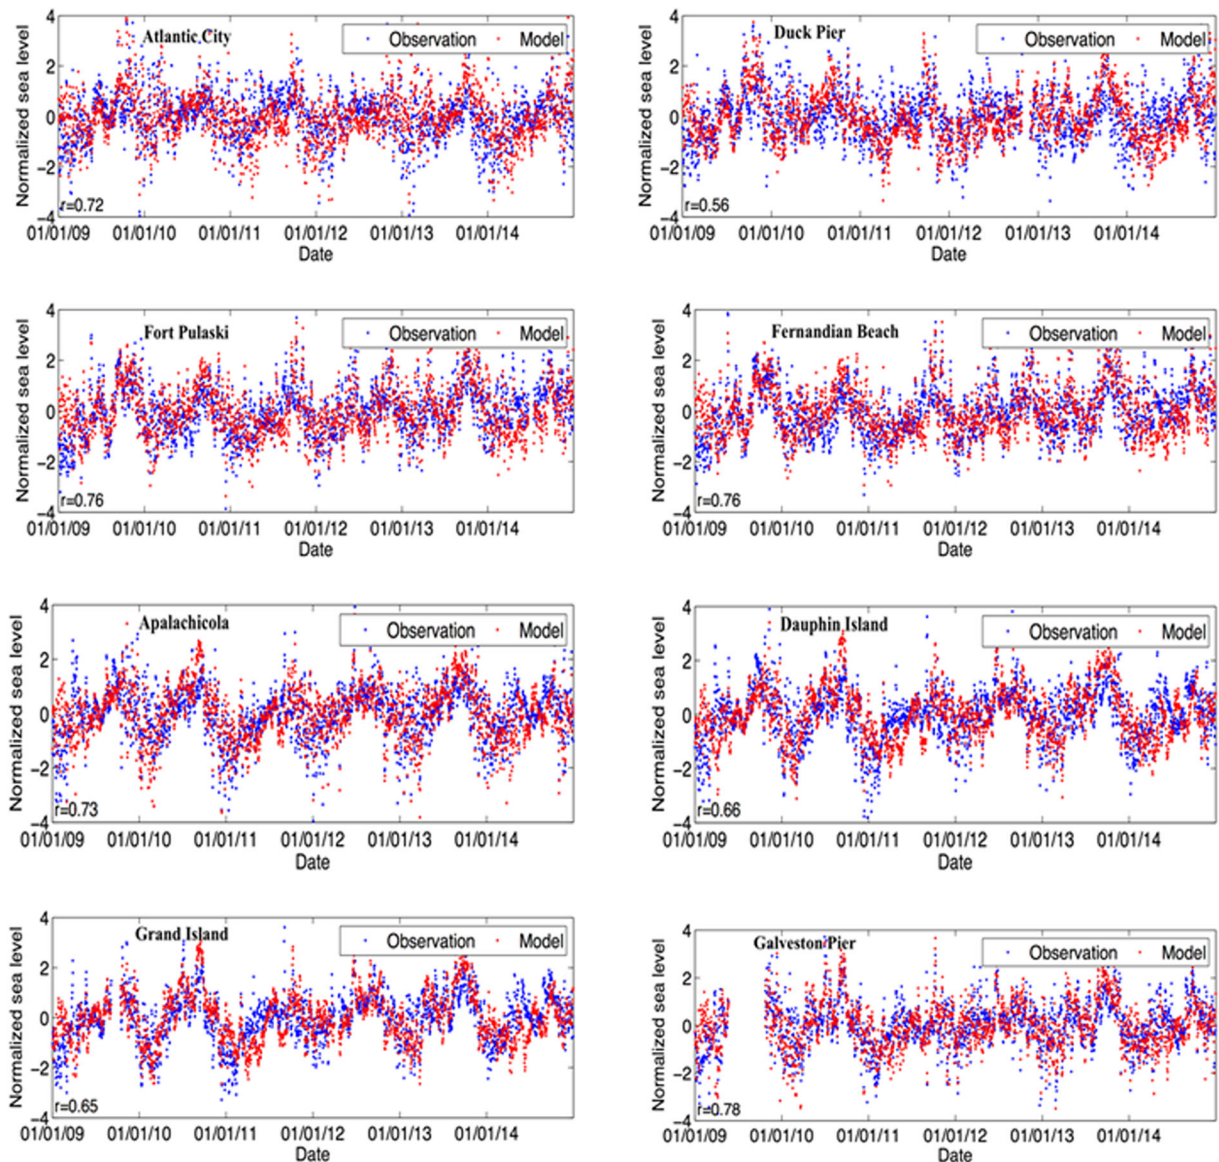 Atlantic City
Observation Model
Normalized sea level
4
2
0
−2
−4
r=0.72
01/01/09 01/01/10 01/01/11 01/01/12 01/01/13 01/01/14
Date
Duck Pier
Observation Model
Normalized sea level
4
2
0
−2
−4
r=0.56
01/01/09 01/01/10 01/01/11 01/01/12 01/01/13 01/01/14
Date
Fort Pulaski
Observation Model
Normalized sea level
4
2
0
−2
−4
r=0.76
01/01/09 01/01/10 01/01/11 01/01/12 01/01/13 01/01/14
Date
Fernandian Beach
Observation Model
Normalized sea level
4
2
0
−2
−4
r=0.76
01/01/09 01/01/10 01/01/11 01/01/12 01/01/13 01/01/14
Date
Apalachicola
Observation Model
Normalized sea level
4
2
0
−2
−4
r=0.73
01/01/09 01/01/10 01/01/11 01/01/12 01/01/13 01/01/14
Date
Dauphin Island
Observation Model
Normalized sea level
4
2
0
−2
−4
r=0.66
01/01/09 01/01/10 01/01/11 01/01/12 01/01/13 01/01/14
Date
Grand Island
Observation Model
Normalized sea level
4
2
0
−2
−4
r=0.65
01/01/09 01/01/10 01/01/11 01/01/12 01/01/13 01/01/14
Date
Galveston Pier
Observation Model
Normalized sea level
4
2
0
−2
−4
r=0.78
01/01/09 01/01/10 01/01/11 01/01/12 01/01/13 01/01/14
Date